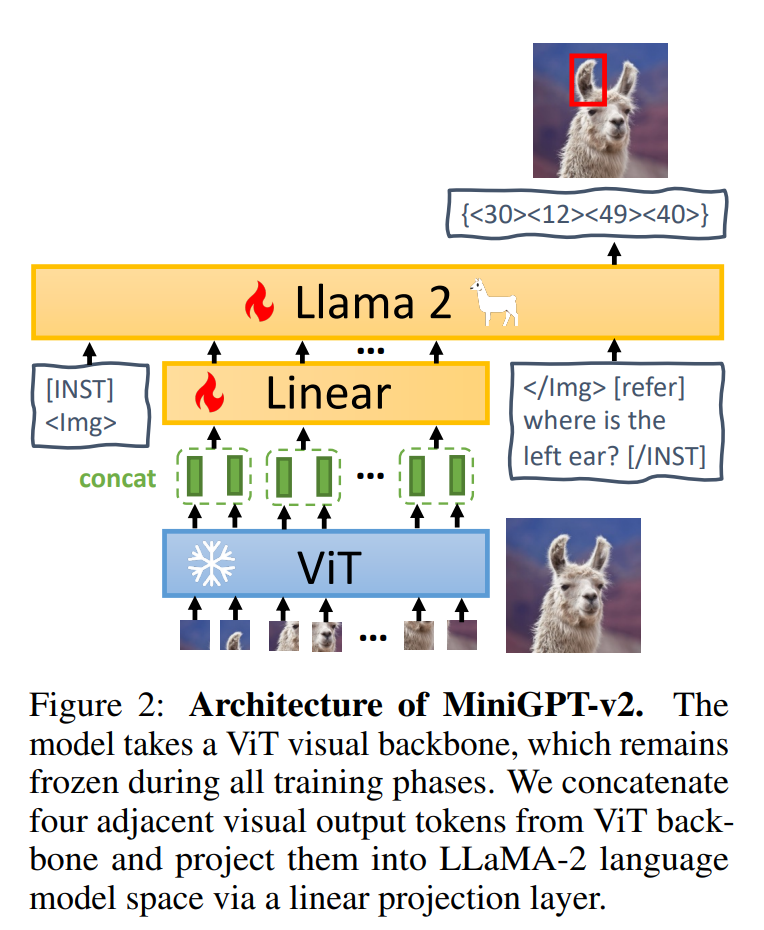 {<30><12><49><40>}
Llama 2
...
[INST]
<Img>
Linear
</Img> [refer]
where is the
left ear? [/INST]
concat
...
ViT
...
Figure 2: Architecture of MiniGPT-v2. The
model takes a ViT visual backbone, which remains
frozen during all training phases. We concatenate
four adjacent visual output tokens from ViT back-
bone and project them into LLaMA-2 language
model space via a linear projection layer.